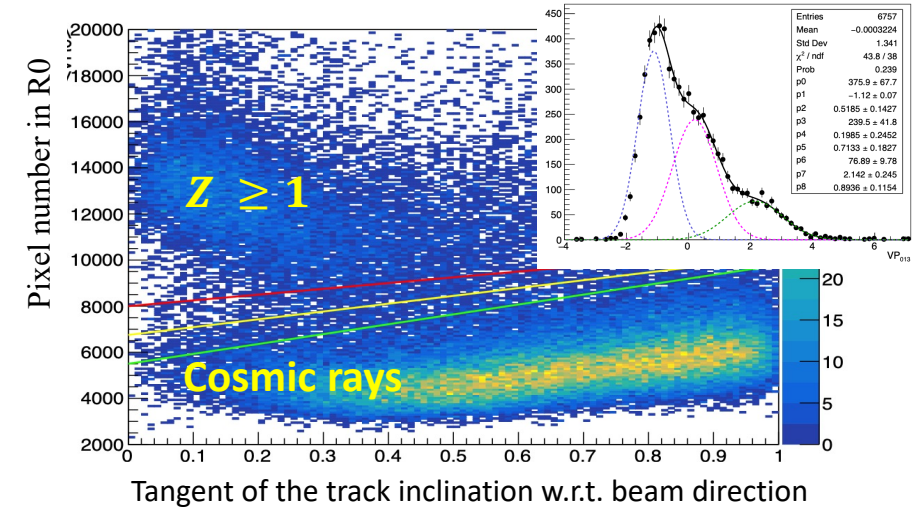 Pixel number in R0
20000
18000
16000
14000
12000
10000
8000
6000
4000
2000
0 0.1 0.2 0.3 0.4 0.5 0.6 0.7 0.8 0.9 1
Tangent of the track inclination w.r.t. beam direction
Z ≥ 1
Cosmic rays
20
15
10
5
0
450
400
350
300
250
200
150
100
50
0
-4 -2 0 2 4 6
VP013
Entries 6757
Mean -0.0003224
Std Dev 1.341
χ² / ndf 43.8 / 38
Prob 0.239
p0 375.9 ± 67.7
p1 -1.12 ± 0.07
p2 0.5185 ± 0.1427
p3 239.5 ± 41.8
p4 0.1985 ± 0.2452
p5 0.7133 ± 0.1827
p6 76.89 ± 9.78
p7 2.142 ± 0.245
p8 0.8936 ± 0.1154